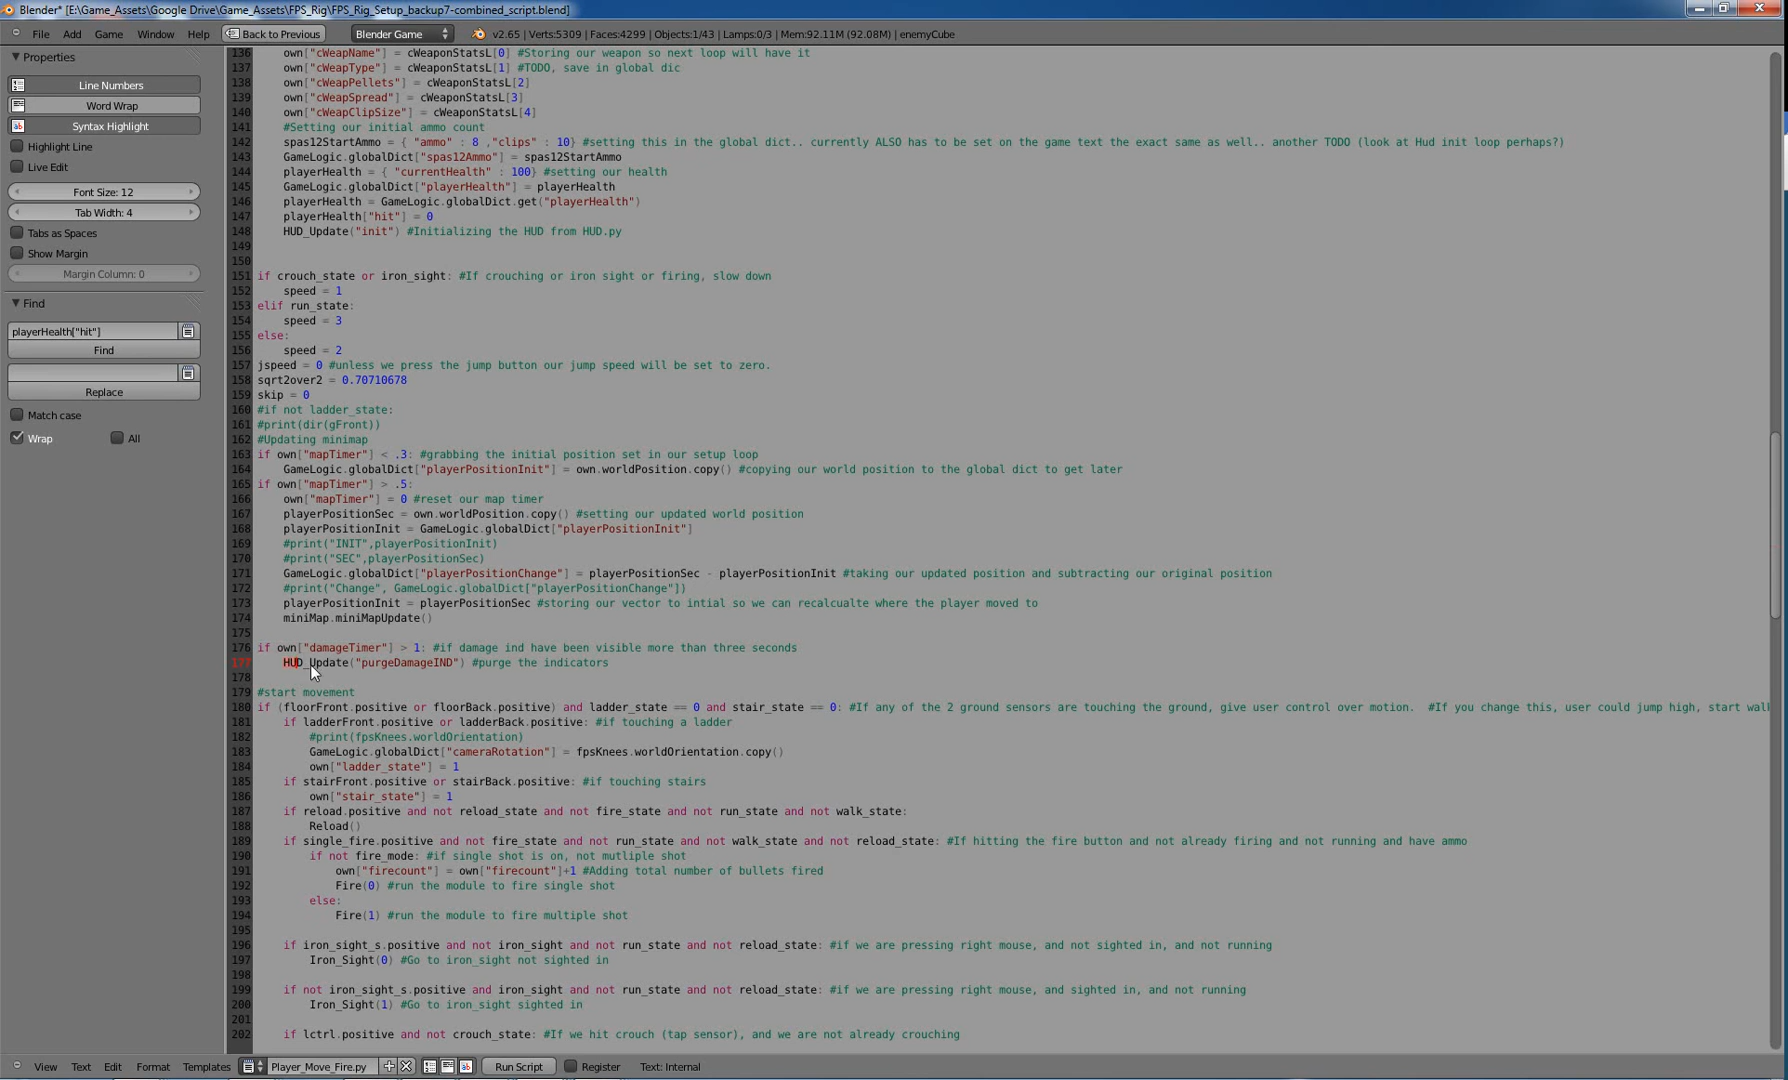 Blender* [E:\Game_Assets\Google Drive\Game_Assets\FPS_Rig\FPS_Rig_Setup_backup7-combined_script.blend]
File Add Game Window Help Back to Previous Blender Game v2.65 | Verts:5309 | Faces:4299 | Objects:1/43 | Lamps:0/3 | Mem:92.11M (92.08M) | enemyCube
Properties
Line Numbers
Word Wrap
Syntax Highlight
Highlight Line
Live Edit
Font Size: 12
Tab Width: 4
Tabs as Spaces
Show Margin
Margin Column: 0
Find
playerHealth["hit"]
Find
Replace
Match case
Wrap All
136 own["cWeapName"] = cWeaponStatsL[0] #Storing our weapon so next loop will have it
137 own["cWeapType"] = cWeaponStatsL[1] #TODO, save in global dic
138 own["cWeapPellets"] = cWeaponStatsL[2]
139 own["cWeapSpread"] = cWeaponStatsL[3]
140 own["cWeapClipSize"] = cWeaponStatsL[4]
141 #Setting our initial ammo count
142 spas12StartAmmo = { "ammo" : 8 ,"clips" : 10} #setting this in the global dict.. currently ALSO has to be set on the game text the exact same as well.. another TODO (look at Hud init loop perhaps?)
143 GameLogic.globalDict["spas12Ammo"] = spas12StartAmmo
144 playerHealth = { "currentHealth" : 100} #setting our health
145 GameLogic.globalDict["playerHealth"] = playerHealth
146 playerHealth = GameLogic.globalDict.get("playerHealth")
147 playerHealth["hit"] = 0
148 HUD_Update("init") #Initializing the HUD from HUD.py
149
150
151 if crouch_state or iron_sight: #If crouching or iron sight or firing, slow down
152 speed = 1
153 elif run_state:
154 speed = 3
155 else:
156 speed = 2
157 jspeed = 0 #unless we press the jump button our jump speed will be set to zero.
158 sqrt2over2 = 0.70710678
159 skip = 0
160 #if not ladder_state:
161 #print(dir(gFront))
162 #Updating minimap
163 if own["mapTimer"] < .3: #grabbing the initial position set in our setup loop
164 GameLogic.globalDict["playerPositionInit"] = own.worldPosition.copy() #copying our world position to the global dict to get later
165 if own["mapTimer"] > .5:
166 own["mapTimer"] = 0 #reset our map timer
167 playerPositionSec = own.worldPosition.copy() #setting our updated world position
168 playerPositionInit = GameLogic.globalDict["playerPositionInit"]
169 #print("INIT",playerPositionInit)
170 #print("SEC",playerPositionSec)
171 GameLogic.globalDict["playerPositionChange"] = playerPositionSec - playerPositionInit #taking our updated position and subtracting our original position
172 #print("Change", GameLogic.globalDict["playerPositionChange"])
173 playerPositionInit = playerPositionSec #storing our vector to intial so we can recalcualte where the player moved to
174 miniMap.miniMapUpdate()
175
176 if own["damageTimer"] > 1: #if damage ind have been visible more than three seconds
177 HUD_Update("purgeDamageIND") #purge the indicators
178
179 #start movement
180 if (floorFront.positive or floorBack.positive) and ladder_state == 0 and stair_state == 0: #If any of the 2 ground sensors are touching the ground, give user control over motion. #If you change this, user could jump high, start walk
181 if ladderFront.positive or ladderBack.positive: #if touching a ladder
182 #print(fpsKnees.worldOrientation)
183 GameLogic.globalDict["cameraRotation"] = fpsKnees.worldOrientation.copy()
184 own["ladder_state"] = 1
185 if stairFront.positive or stairBack.positive: #if touching stairs
186 own["stair_state"] = 1
187 if reload.positive and not reload_state and not fire_state and not run_state and not walk_state:
188 Reload()
189 if single_fire.positive and not fire_state and not run_state and not walk_state and not reload_state: #If hitting the fire button and not already firing and not running and have ammo
190 if not fire_mode: #if single shot is on, not mutliple shot
191 own["firecount"] = own["firecount"]+1 #Adding total number of bullets fired
192 Fire(0) #run the module to fire single shot
193 else:
194 Fire(1) #run the module to fire multiple shot
195
196 if iron_sight_s.positive and not iron_sight and not run_state and not reload_state: #if we are pressing right mouse, and not sighted in, and not running
197 Iron_Sight(0) #Go to iron_sight not sighted in
198
199 if not iron_sight_s.positive and iron_sight and not run_state and not reload_state: #if we are pressing right mouse, and sighted in, and not running
200 Iron_Sight(1) #Go to iron_sight sighted in
201
202 if lctrl.positive and not crouch_state: #If we hit crouch (tap sensor), and we are not already crouching
View Text Edit Format Templates Player_Move_Fire.py Run Script Register Text: Internal